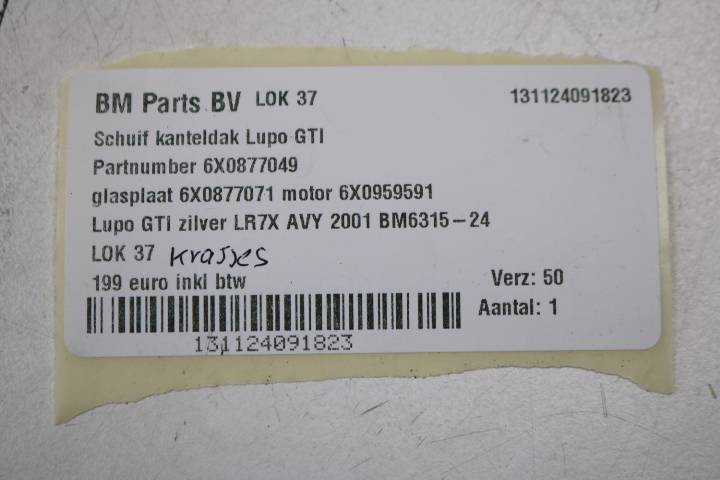 BM Parts BV LOK 37 131124091823
Schuif kanteldak Lupo GTI
Partnumber 6X0877049
glasplaat 6X0877071 motor 6X0959591
Lupo GTI zilver LR7X AVY 2001 BM6315-24
LOK 37 krasjes
199 euro inkl btw Verz: 50
Aantal: 1
131124091823